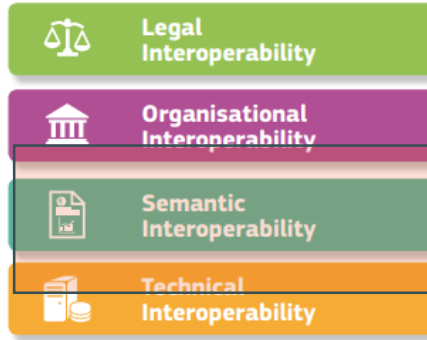 Legal
Interoperability
Organisational
Interoperability
Semantic
Interoperability
Technical
Interoperability